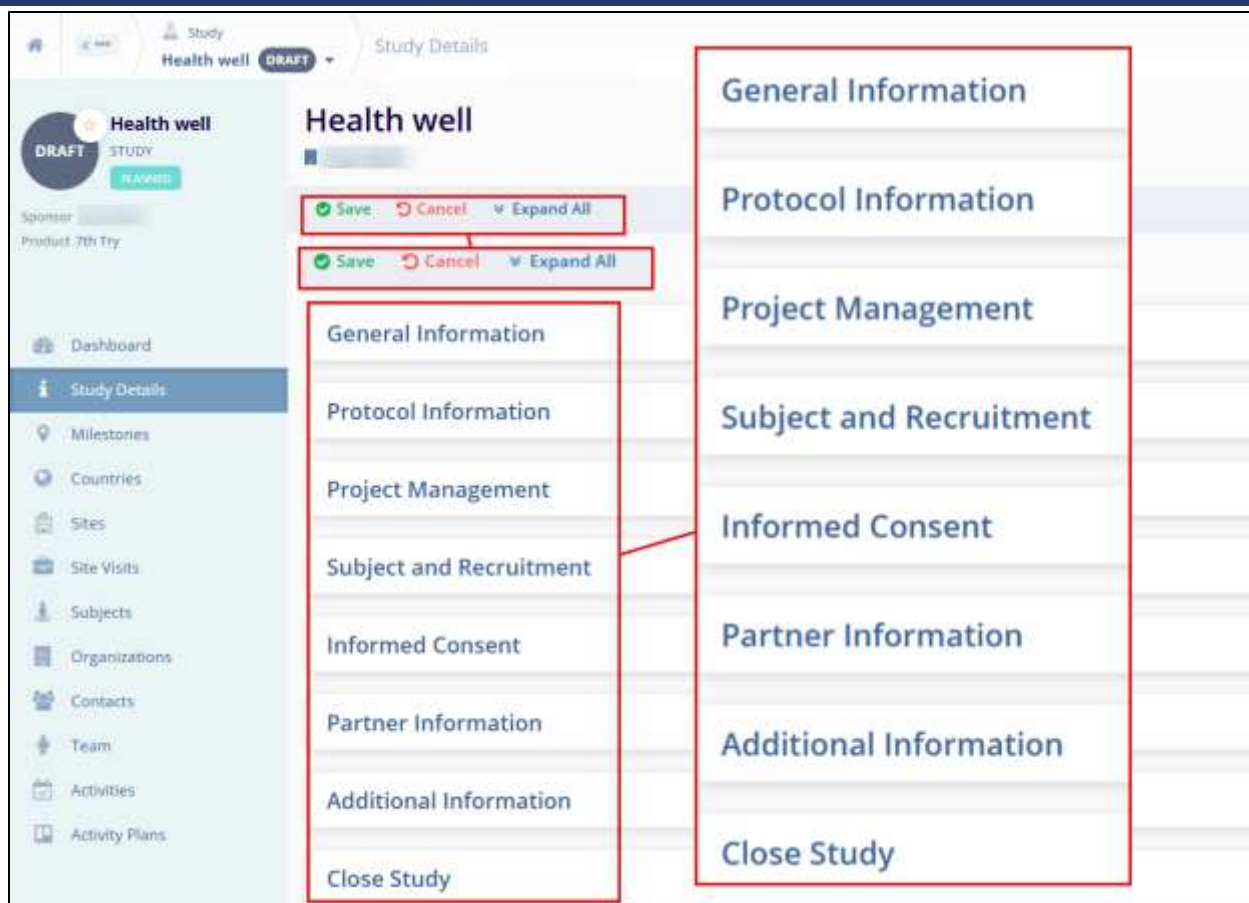 Study
Health well DRAFT
Study Details
DRAFT
Health well
STUDY
PLANNED
Sponsor
Product 7th Try
Dashboard
Study Details
Milestones
Countries
Sites
Site Visits
Subjects
Organizations
Contacts
Team
Activities
Activity Plans
Health well
Save Cancel Expand All
Save Cancel Expand All
General Information
Protocol Information
Project Management
Subject and Recruitment
Informed Consent
Partner Information
Additional Information
Close Study
General Information
Protocol Information
Project Management
Subject and Recruitment
Informed Consent
Partner Information
Additional Information
Close Study